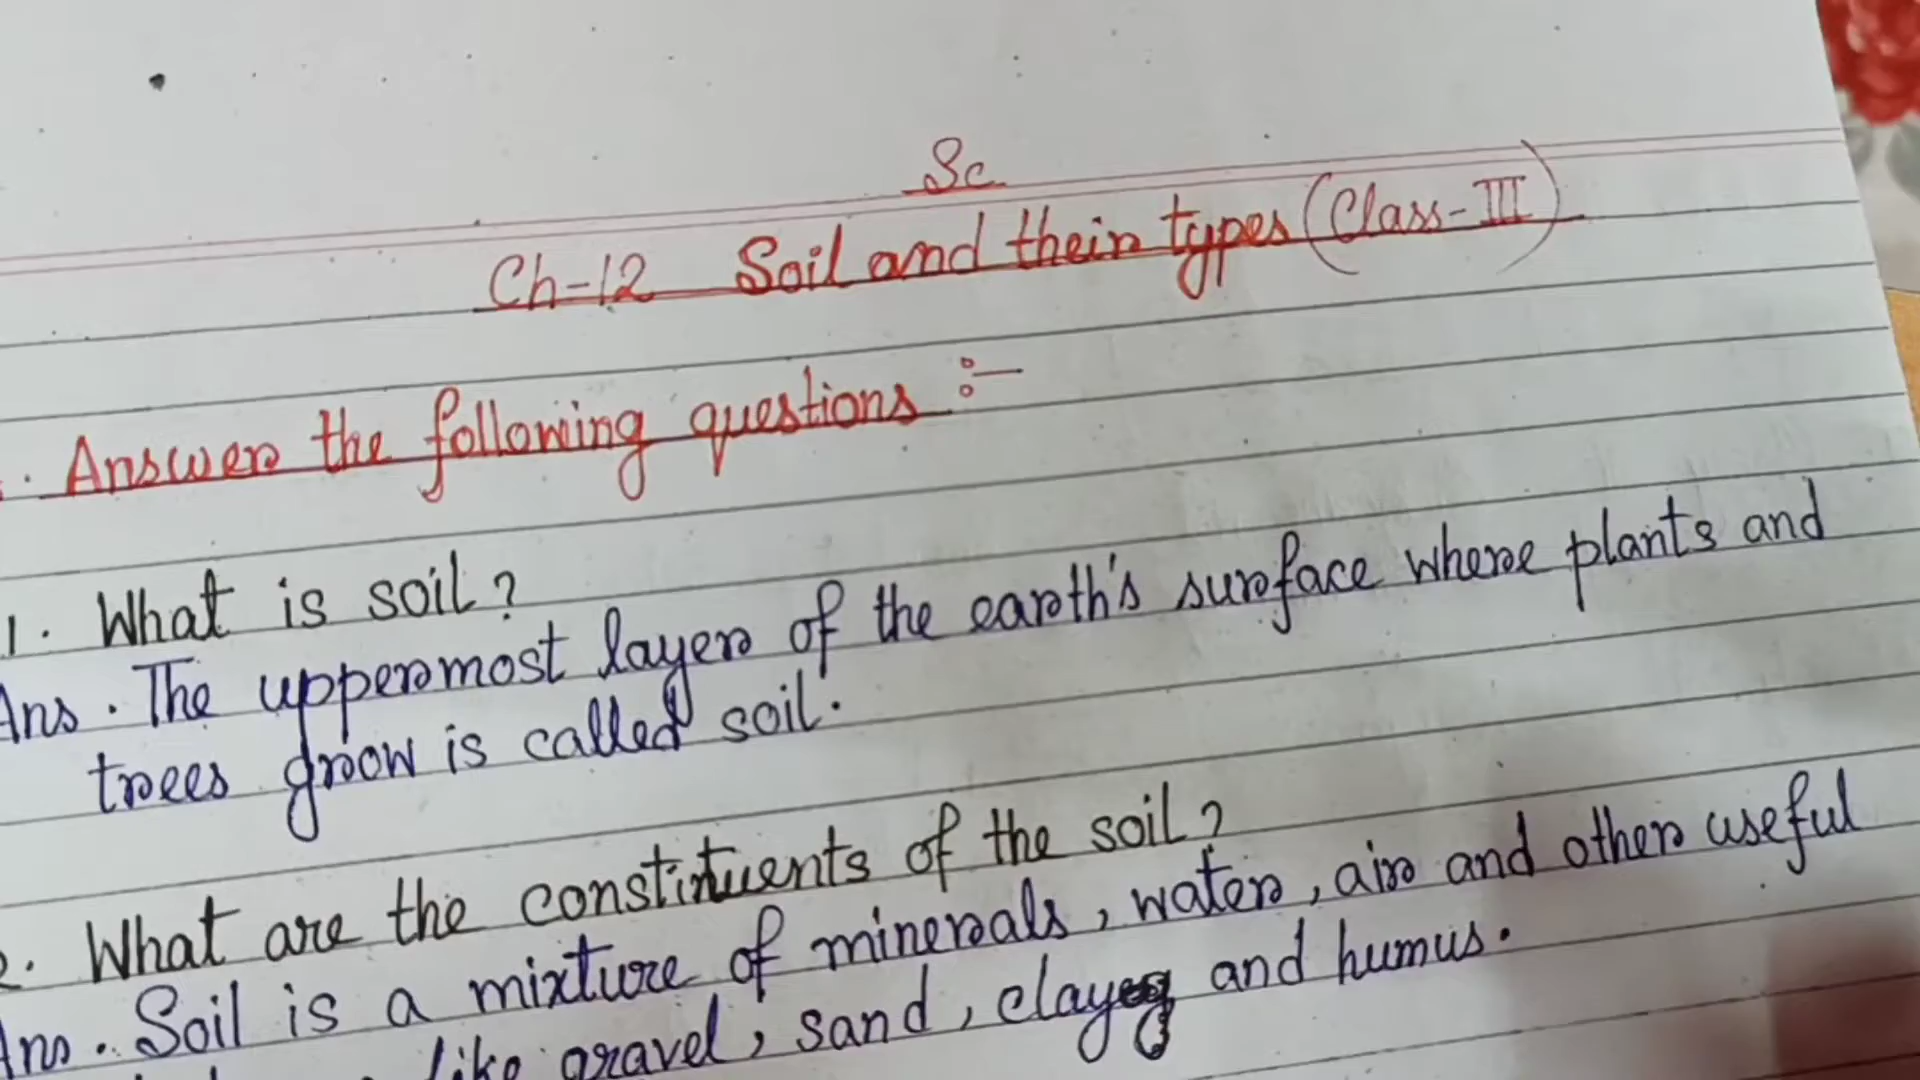 Sc
Ch-12 Soil and their types (Class-III)
Answer the following questions :-
1. What is soil?
Ans. The uppermost layer of the earth's surface where plants and
trees grow is called soil.
2. What are the constituents of the soil?
Ans. Soil is a mixture of minerals, water, air and other useful
like gravel, sand, clay and humus.